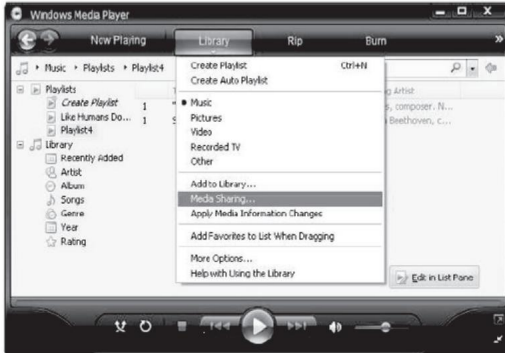 Windows Media Player
Now Playing
Library
Rip
Burn
»
Music ▸ Playlists ▸ Playlist4
Playlists
Create Playlist
Like Humans Do...
Playlist4
Library
Recently Added
Artist
Album
Songs
Genre
Year
Rating
1
1
Create Playlist Ctrl+N
Create Auto Playlist
Music
Pictures
Video
Recorded TV
Other
Add to Library...
Media Sharing...
Apply Media Information Changes
Add Favorites to List When Dragging
More Options...
Help with Using the Library
Artist
, composer. N...
Beethoven, c...
Edit in List Pane